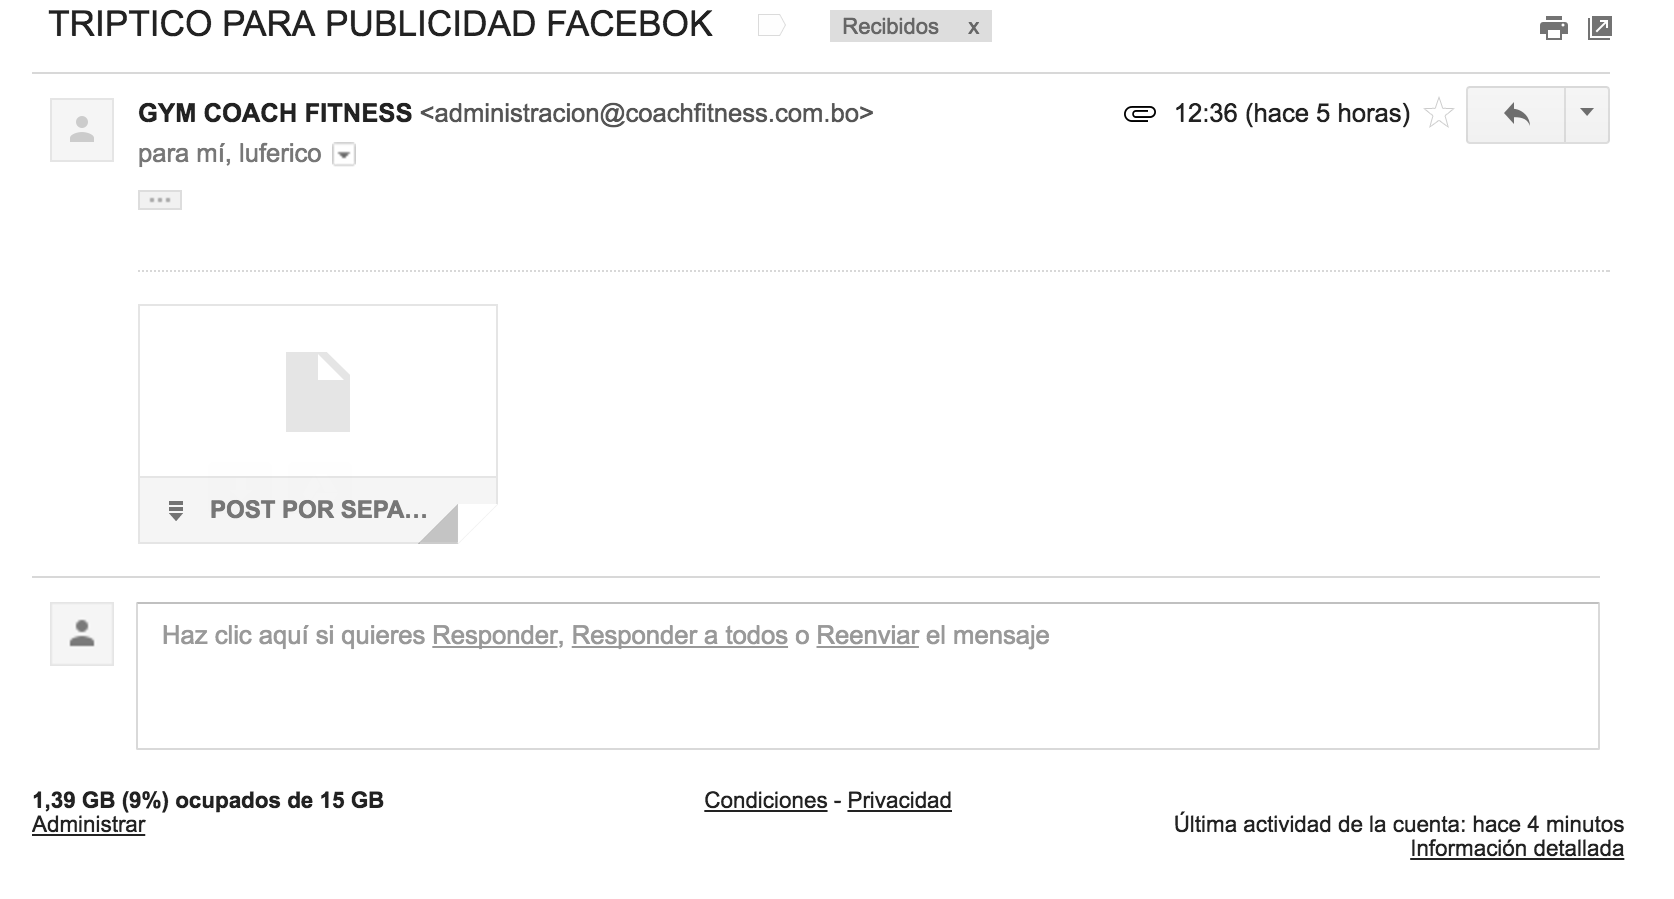 TRIPTICO PARA PUBLICIDAD FACEBOK
Recibidos x
GYM COACH FITNESS <administracion@coachfitness.com.bo>
12:36 (hace 5 horas)
para mí, luferico
POST POR SEPA...
Haz clic aquí si quieres Responder, Responder a todos o Reenviar el mensaje
1,39 GB (9%) ocupados de 15 GB
Administrar
Condiciones - Privacidad
Última actividad de la cuenta: hace 4 minutos
Información detallada